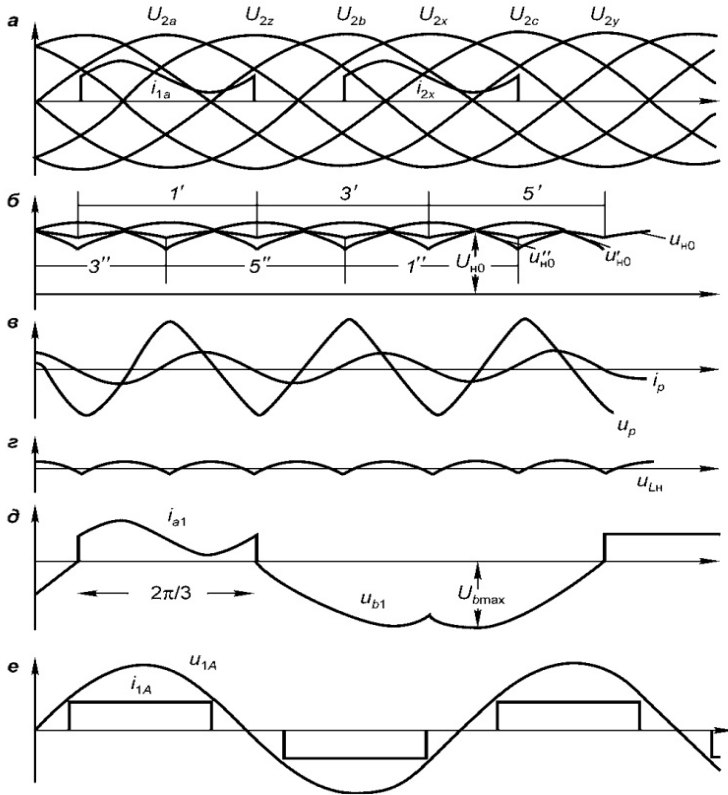 а
U2a U2z U2b U2x U2c U2y
i1a i2x
б
1′ 3′ 5′
uн0
Uн0 u″н0 u′н0
3″ 5″ 1″
в
ip
up
г
uLн
д
ia1
2π/3
ub1
Ubmax
е
u1A
i1A